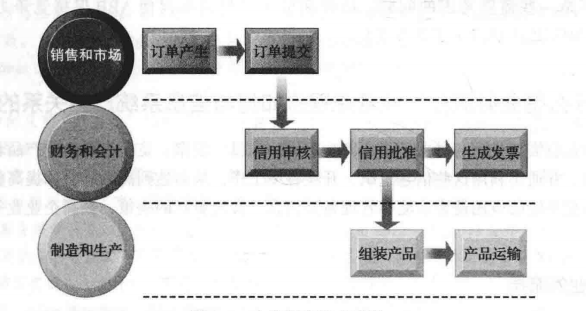 销售和市场
订单产生
订单提交
财务和会计
信用审核
信用批准
生成发票
制造和生产
组装产品
产品运输